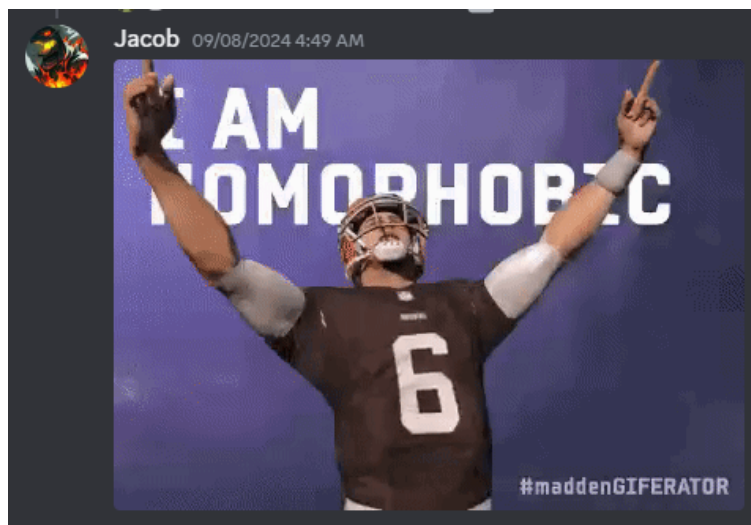 Jacob 09/08/2024 4:49 AM
I AM
HOMOPHOBIC
6
#maddenGIFERATOR